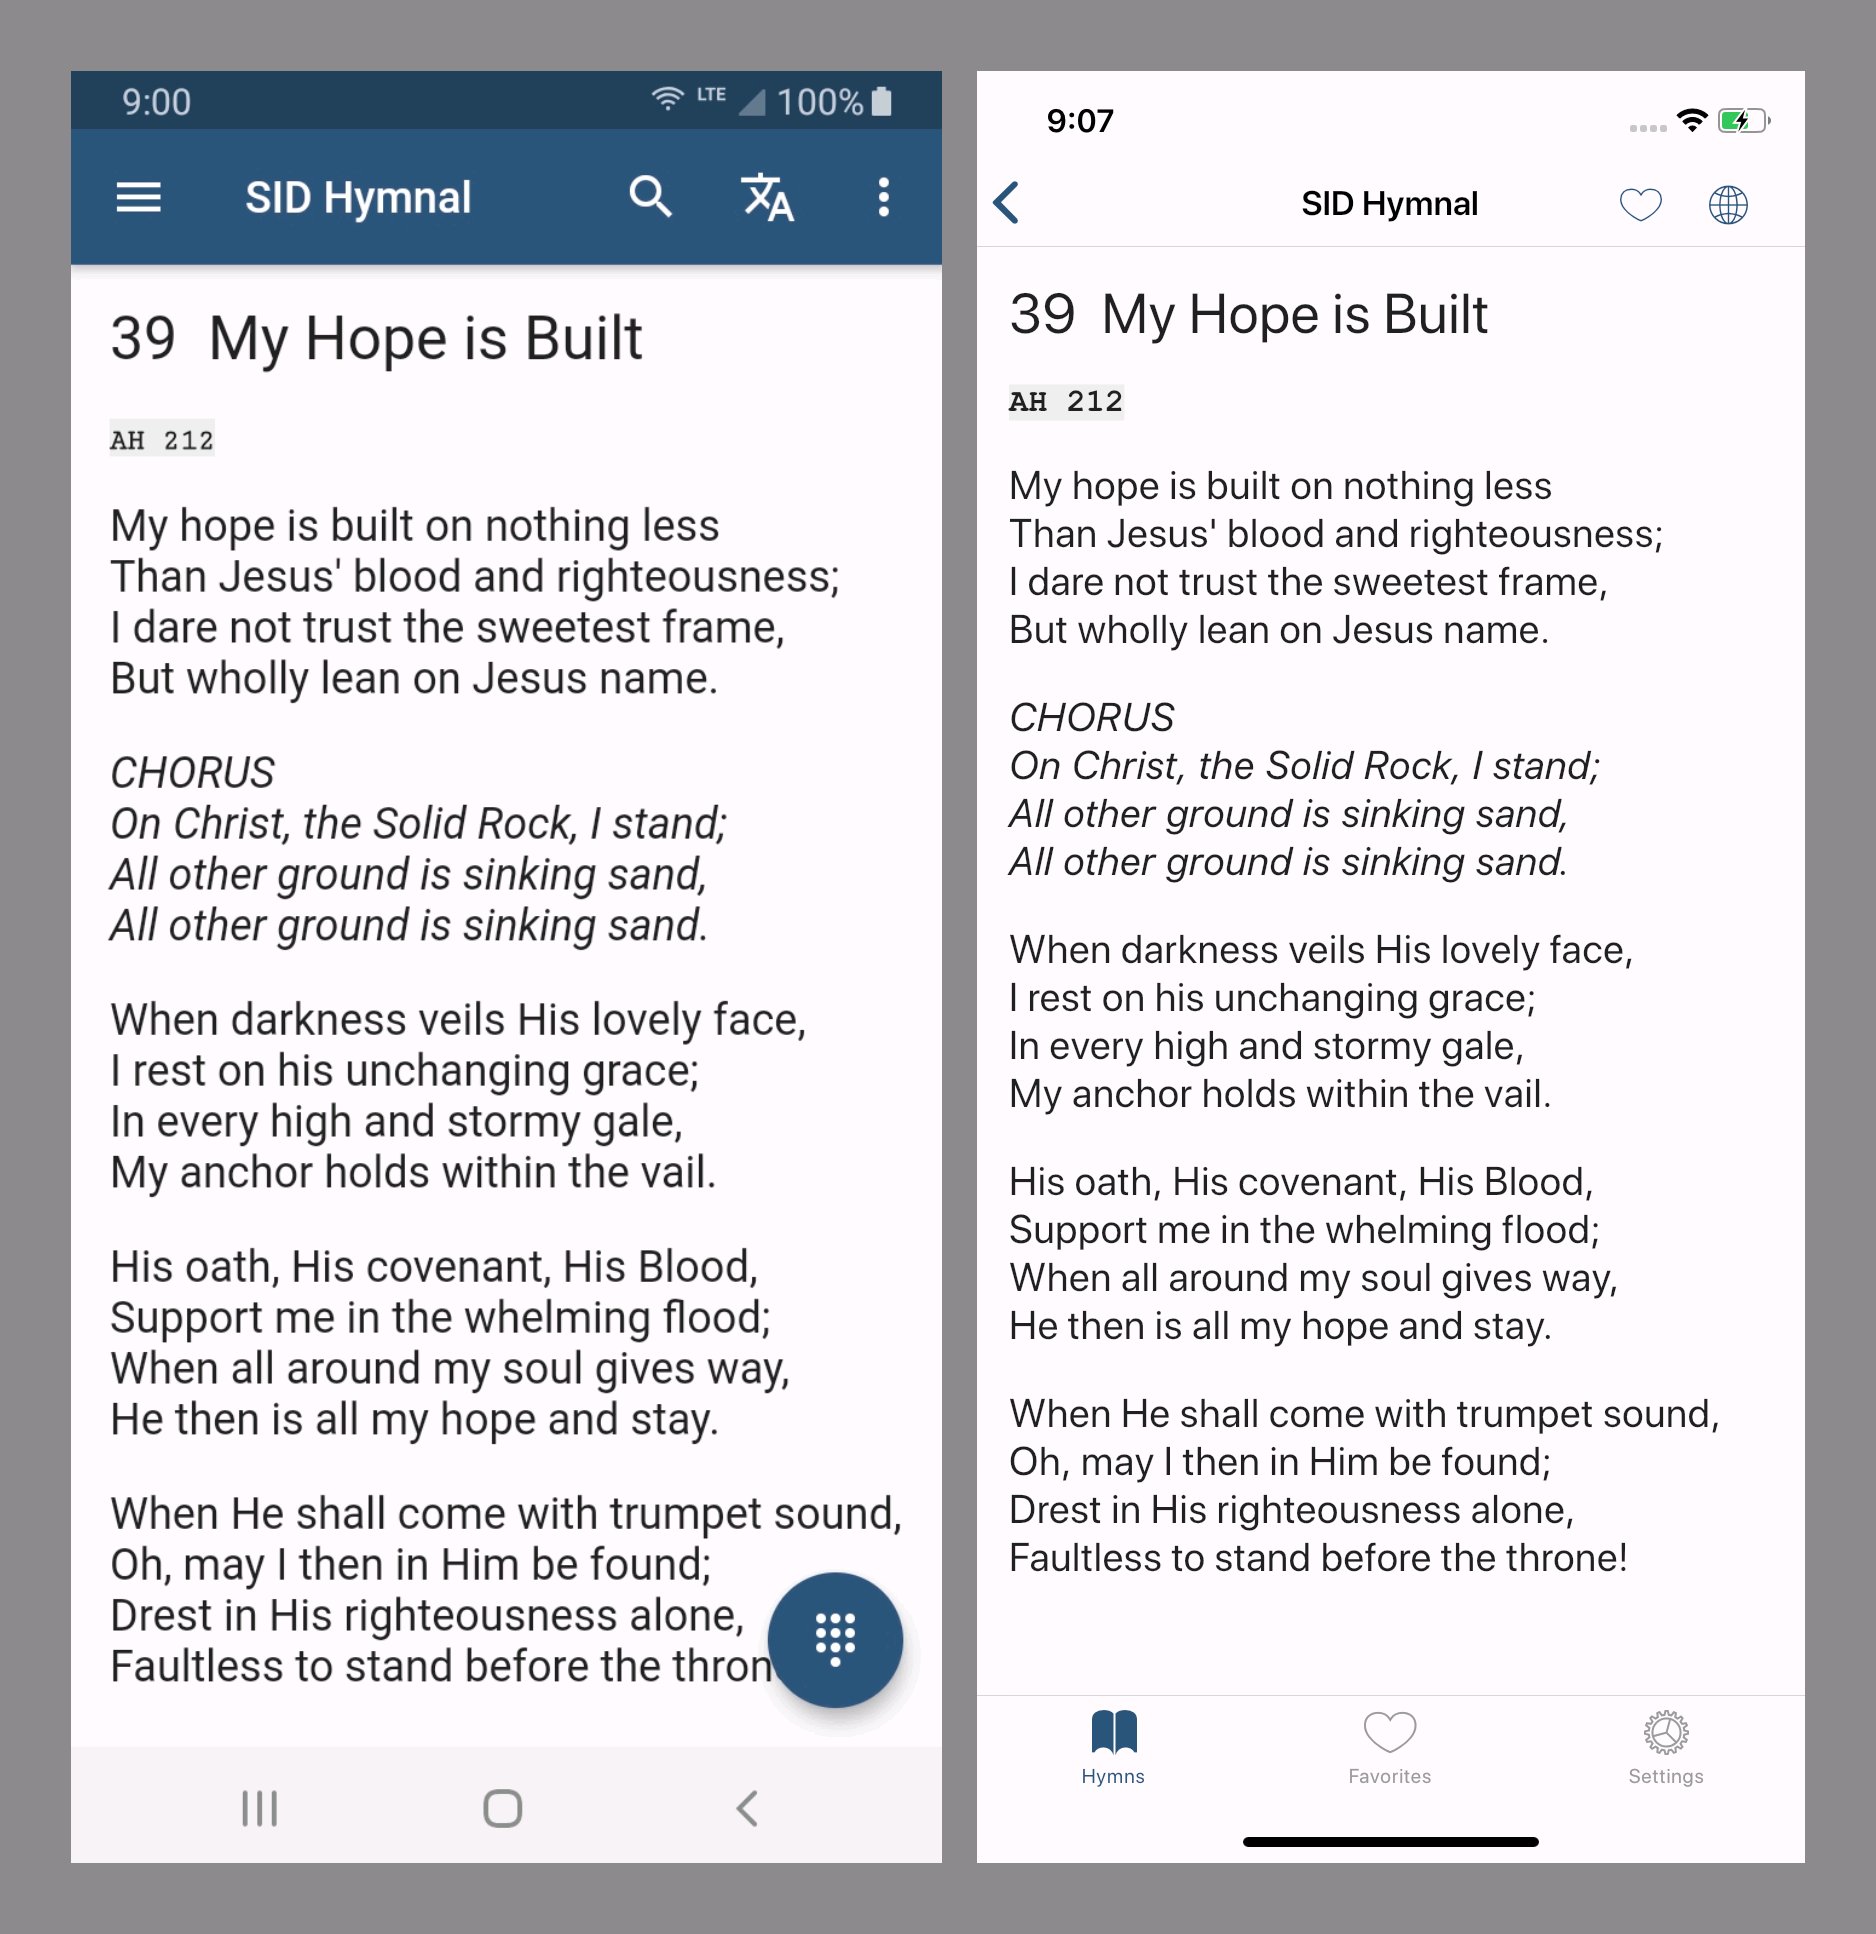 9:00 LTE 100%
SID Hymnal
39 My Hope is Built
AH 212
My hope is built on nothing less
Than Jesus' blood and righteousness;
I dare not trust the sweetest frame,
But wholly lean on Jesus name.
CHORUS
On Christ, the Solid Rock, I stand;
All other ground is sinking sand,
All other ground is sinking sand.
When darkness veils His lovely face,
I rest on his unchanging grace;
In every high and stormy gale,
My anchor holds within the vail.
His oath, His covenant, His Blood,
Support me in the whelming flood;
When all around my soul gives way,
He then is all my hope and stay.
When He shall come with trumpet sound,
Oh, may I then in Him be found;
Drest in His righteousness alone,
Faultless to stand before the thron
9:07
SID Hymnal
39 My Hope is Built
AH 212
My hope is built on nothing less
Than Jesus' blood and righteousness;
I dare not trust the sweetest frame,
But wholly lean on Jesus name.
CHORUS
On Christ, the Solid Rock, I stand;
All other ground is sinking sand,
All other ground is sinking sand.
When darkness veils His lovely face,
I rest on his unchanging grace;
In every high and stormy gale,
My anchor holds within the vail.
His oath, His covenant, His Blood,
Support me in the whelming flood;
When all around my soul gives way,
He then is all my hope and stay.
When He shall come with trumpet sound,
Oh, may I then in Him be found;
Drest in His righteousness alone,
Faultless to stand before the throne!
Hymns Favorites Settings